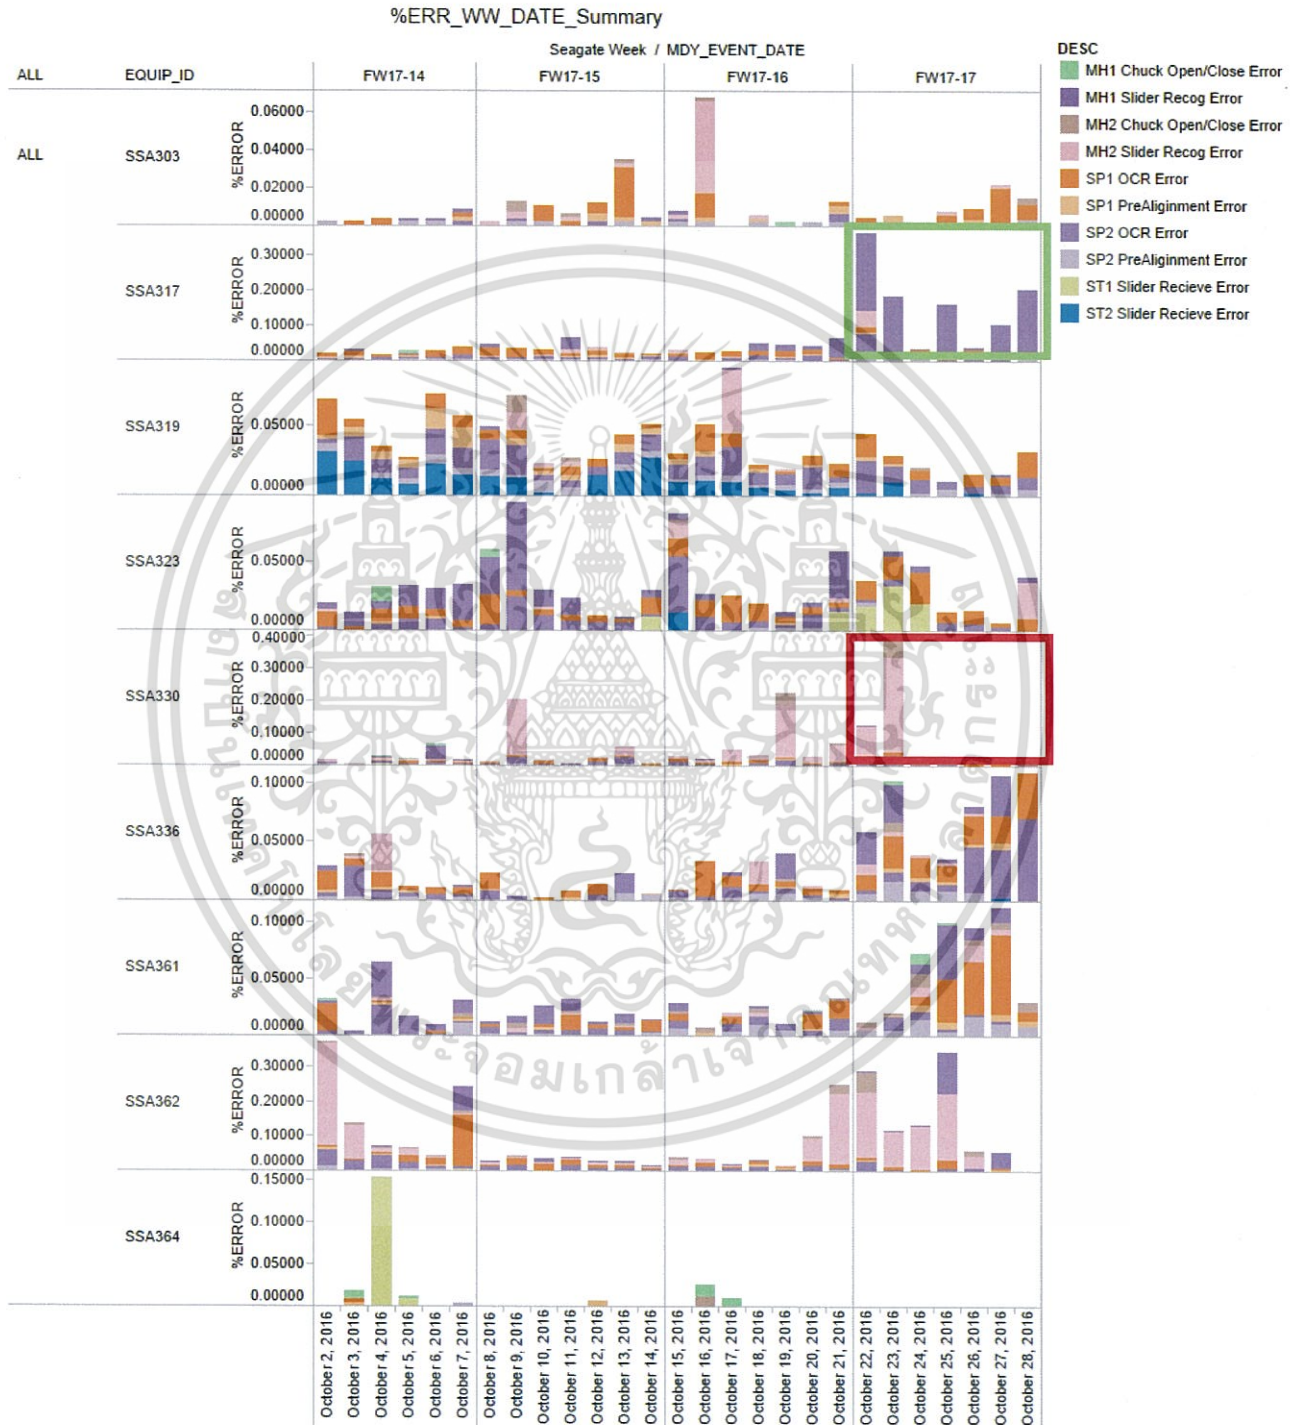 %ERR_WW_DATE_Summary
Seagate Week / MDY_EVENT_DATE
ALL EQUIP_ID FW17-14 FW17-15 FW17-16 FW17-17
DESC
MH1 Chuck Open/Close Error
MH1 Slider Recog Error
MH2 Chuck Open/Close Error
MH2 Slider Recog Error
SP1 OCR Error
SP1 PreAliginment Error
SP2 OCR Error
SP2 PreAliginment Error
ST1 Slider Recieve Error
ST2 Slider Recieve Error
ALL SSA303 %ERROR
0.06000
0.04000
0.02000
0.00000
SSA317 %ERROR
0.30000
0.20000
0.10000
0.00000
SSA319 %ERROR
0.05000
0.00000
SSA323 %ERROR
0.05000
0.00000
SSA330 %ERROR
0.40000
0.30000
0.20000
0.10000
0.00000
SSA336 %ERROR
0.10000
0.05000
0.00000
SSA361 %ERROR
0.10000
0.05000
0.00000
SSA362 %ERROR
0.30000
0.20000
0.10000
0.00000
SSA364 %ERROR
0.15000
0.10000
0.05000
0.00000
October 2, 2016
October 3, 2016
October 4, 2016
October 5, 2016
October 6, 2016
October 7, 2016
October 8, 2016
October 9, 2016
October 10, 2016
October 11, 2016
October 12, 2016
October 13, 2016
October 14, 2016
October 15, 2016
October 16, 2016
October 17, 2016
October 18, 2016
October 19, 2016
October 20, 2016
October 21, 2016
October 22, 2016
October 23, 2016
October 24, 2016
October 25, 2016
October 26, 2016
October 27, 2016
October 28, 2016